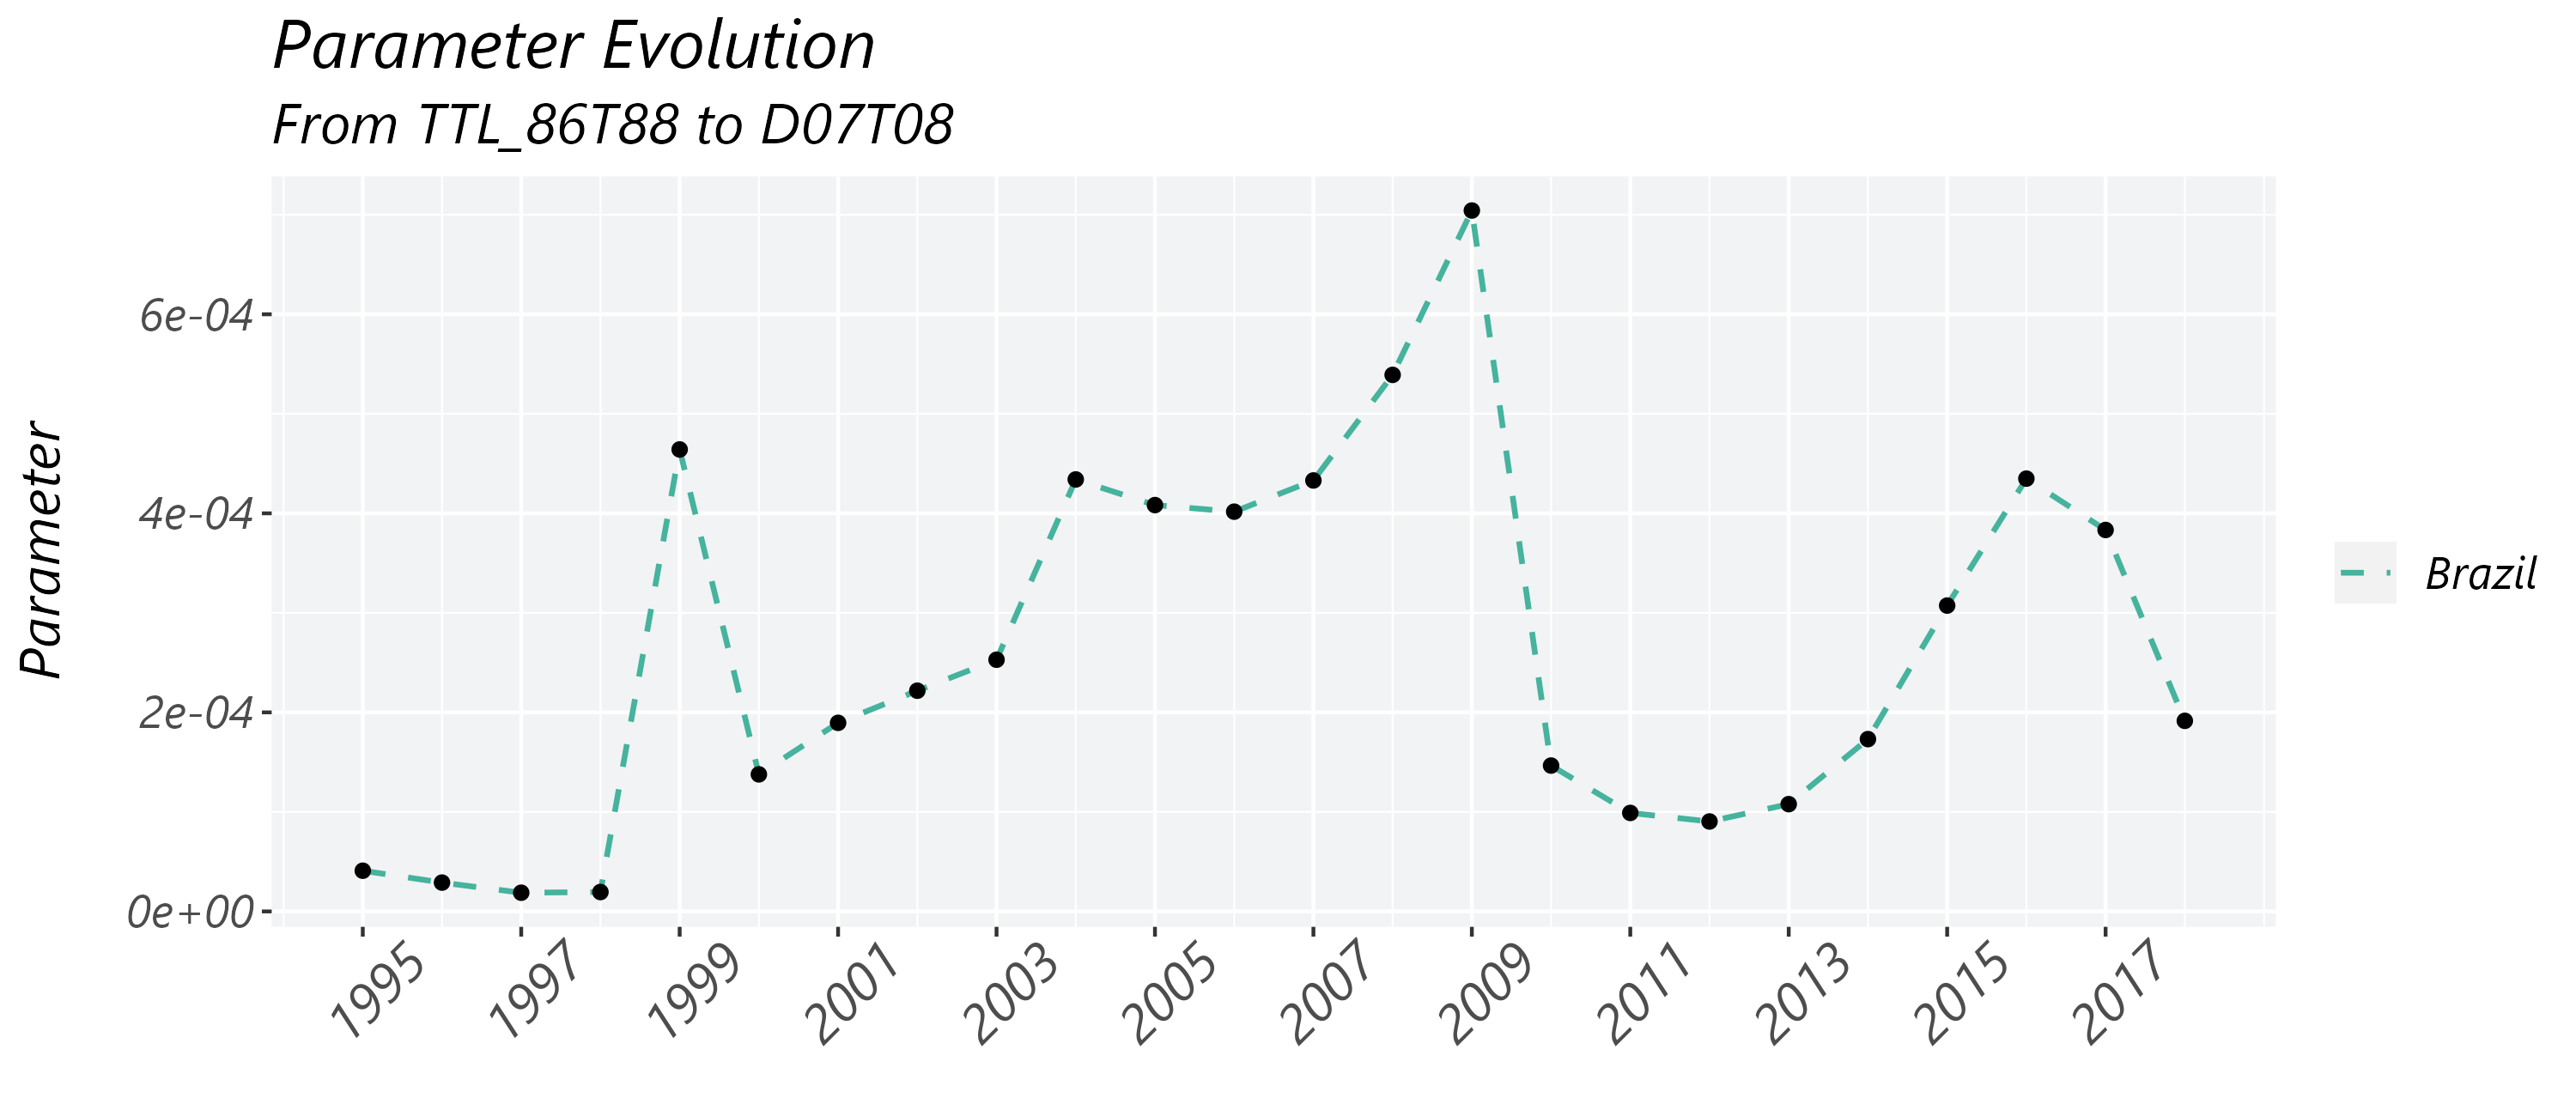 Parameter Evolution
From TTL_86T88 to D07T08
Parameter
6e-04
4e-04
2e-04
0e+00
1995
1997
1999
2001
2003
2005
2007
2009
2011
2013
2015
2017
Brazil